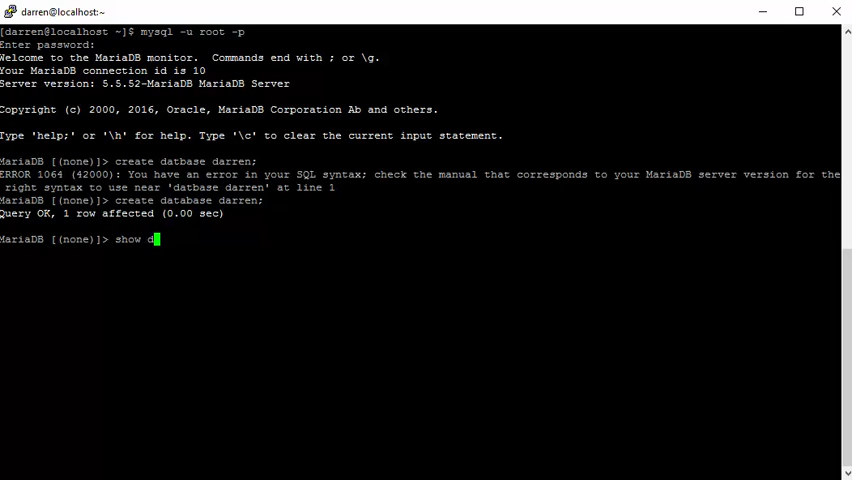 darren@localhost:~
[darren@localhost ~]$ mysql -u root -p
Enter password:
Welcome to the MariaDB monitor.  Commands end with ; or \g.
Your MariaDB connection id is 10
Server version: 5.5.52-MariaDB MariaDB Server
Copyright (c) 2000, 2016, Oracle, MariaDB Corporation Ab and others.
Type 'help;' or '\h' for help. Type '\c' to clear the current input statement.
MariaDB [(none)]> create datbase darren;
ERROR 1064 (42000): You have an error in your SQL syntax; check the manual that corresponds to your MariaDB server version for the
right syntax to use near 'datbase darren' at line 1
MariaDB [(none)]> create database darren;
Query OK, 1 row affected (0.00 sec)
MariaDB [(none)]> show d